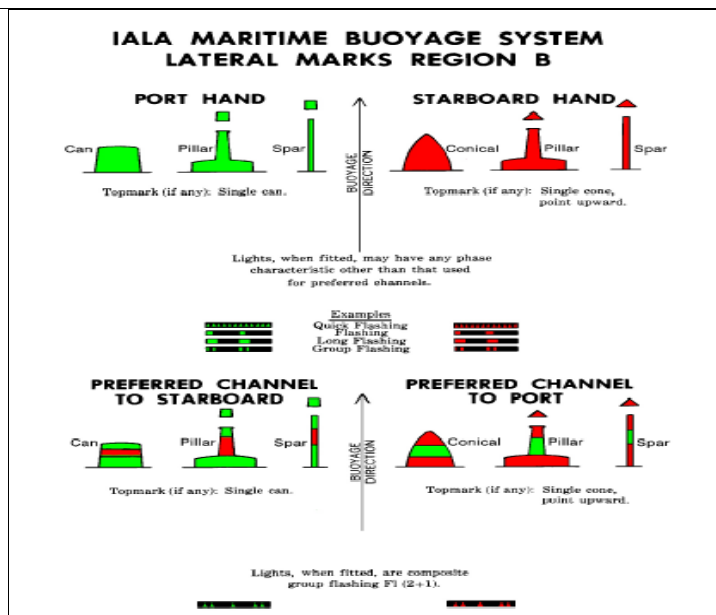 IALA MARITIME BUOYAGE SYSTEM
LATERAL MARKS REGION B
PORT HAND
STARBOARD HAND
Can
Pillar
Spar
BUOYAGE
DIRECTION
Conical
Pillar
Spar
Topmark (if any): Single can.
Topmark (if any): Single cone,
point upward.
Lights, when fitted, may have any phase
characteristic other than that used
for preferred channels.
Examples
Quick Flashing
Flashing
Long Flashing
Group Flashing
PREFERRED CHANNEL
TO STARBOARD
PREFERRED CHANNEL
TO PORT
Can
Pillar
Spar
BUOYAGE
DIRECTION
Conical
Pillar
Spar
Topmark (if any): Single can.
Topmark (if any): Single cone,
point upward.
Lights, when fitted, are composite
group flashing Fl (2+1).